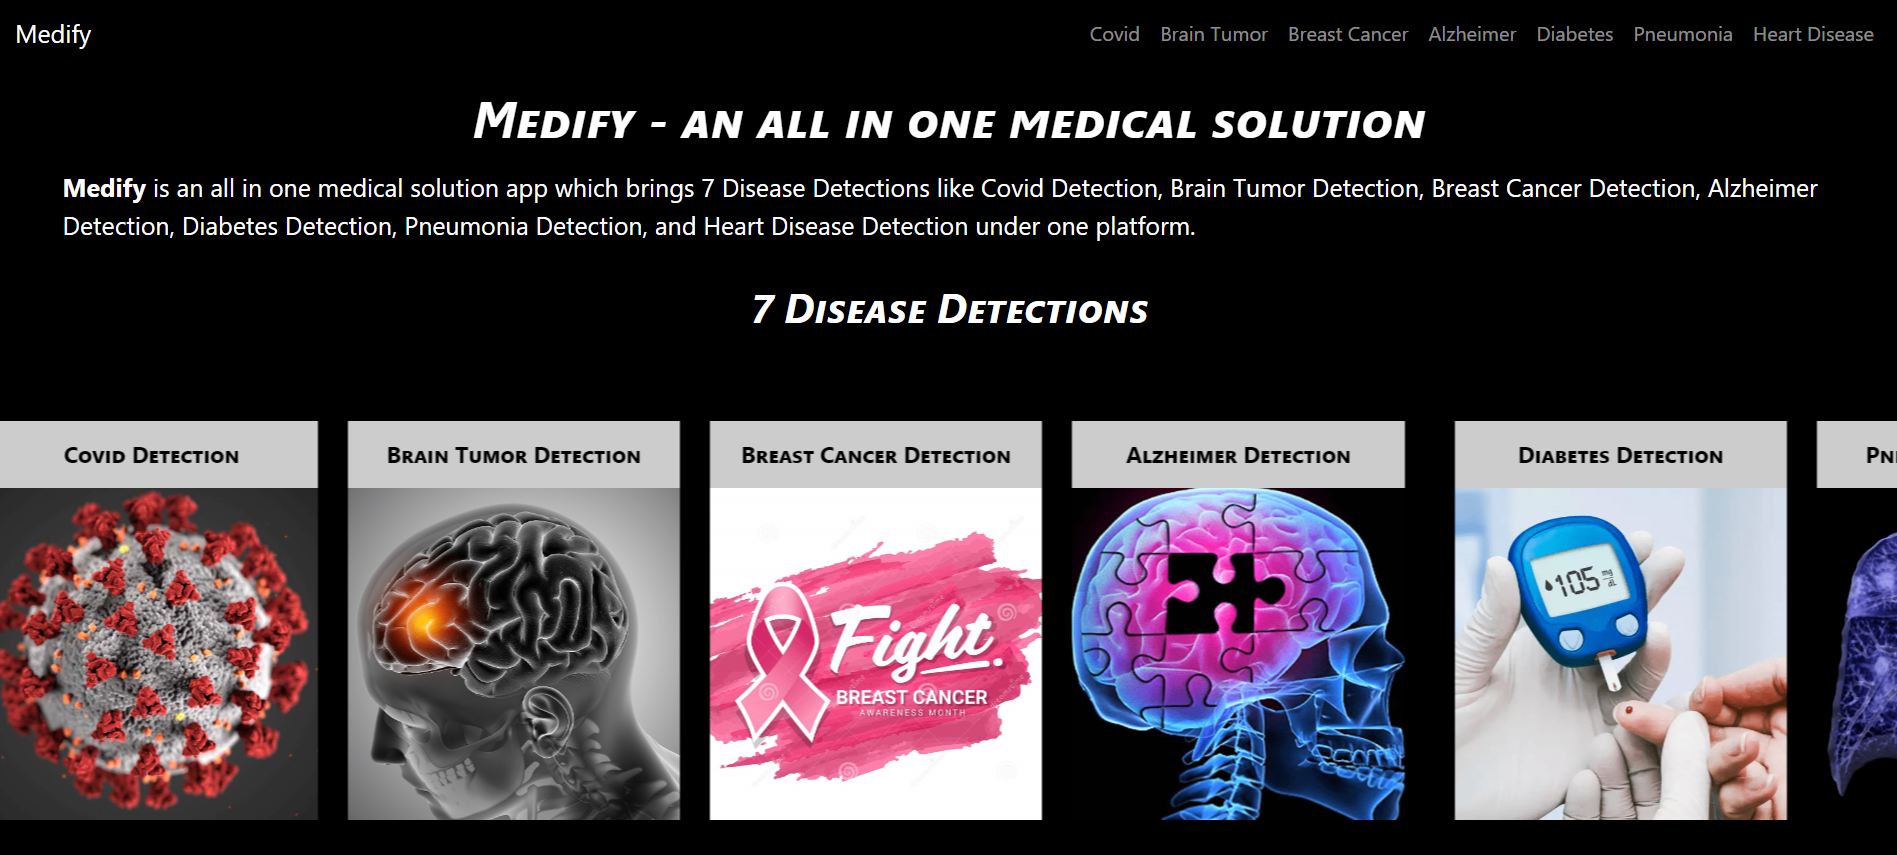 Medify
Covid Brain Tumor Breast Cancer Alzheimer Diabetes Pneumonia Heart Disease
Medify - an all in one medical solution
Medify is an all in one medical solution app which brings 7 Disease Detections like Covid Detection, Brain Tumor Detection, Breast Cancer Detection, Alzheimer
Detection, Diabetes Detection, Pneumonia Detection, and Heart Disease Detection under one platform.
7 Disease Detections
Covid Detection
Brain Tumor Detection
Breast Cancer Detection
Alzheimer Detection
Diabetes Detection
Fight.
BREAST CANCER
AWARENESS MONTH
105 mg/dL